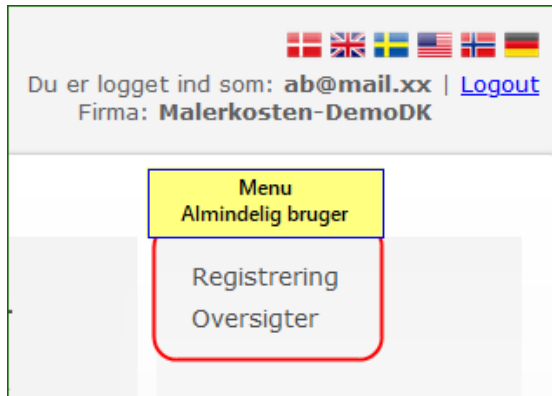 Du er logget ind som: ab@mail.xx | Logout
Firma: Malerkosten-DemoDK
Menu
Almindelig bruger
Registrering
Oversigter